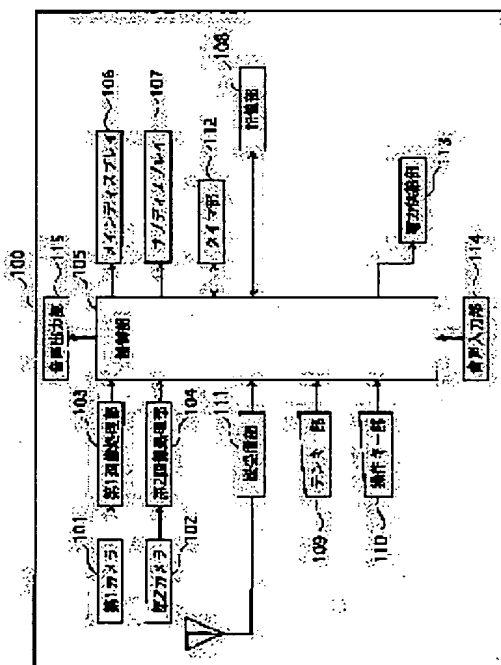 100
音声出力部
115
105
制御部
第1カメラ
101
第1画像処理部
103
第2カメラ
102
第2画像処理部
104
送受信部
111
テンキー部
109
操作キー部
110
メインディスプレイ
106
サブディスプレイ
107
タイマ部
112
108
電力供給部
113
音声入力部
114